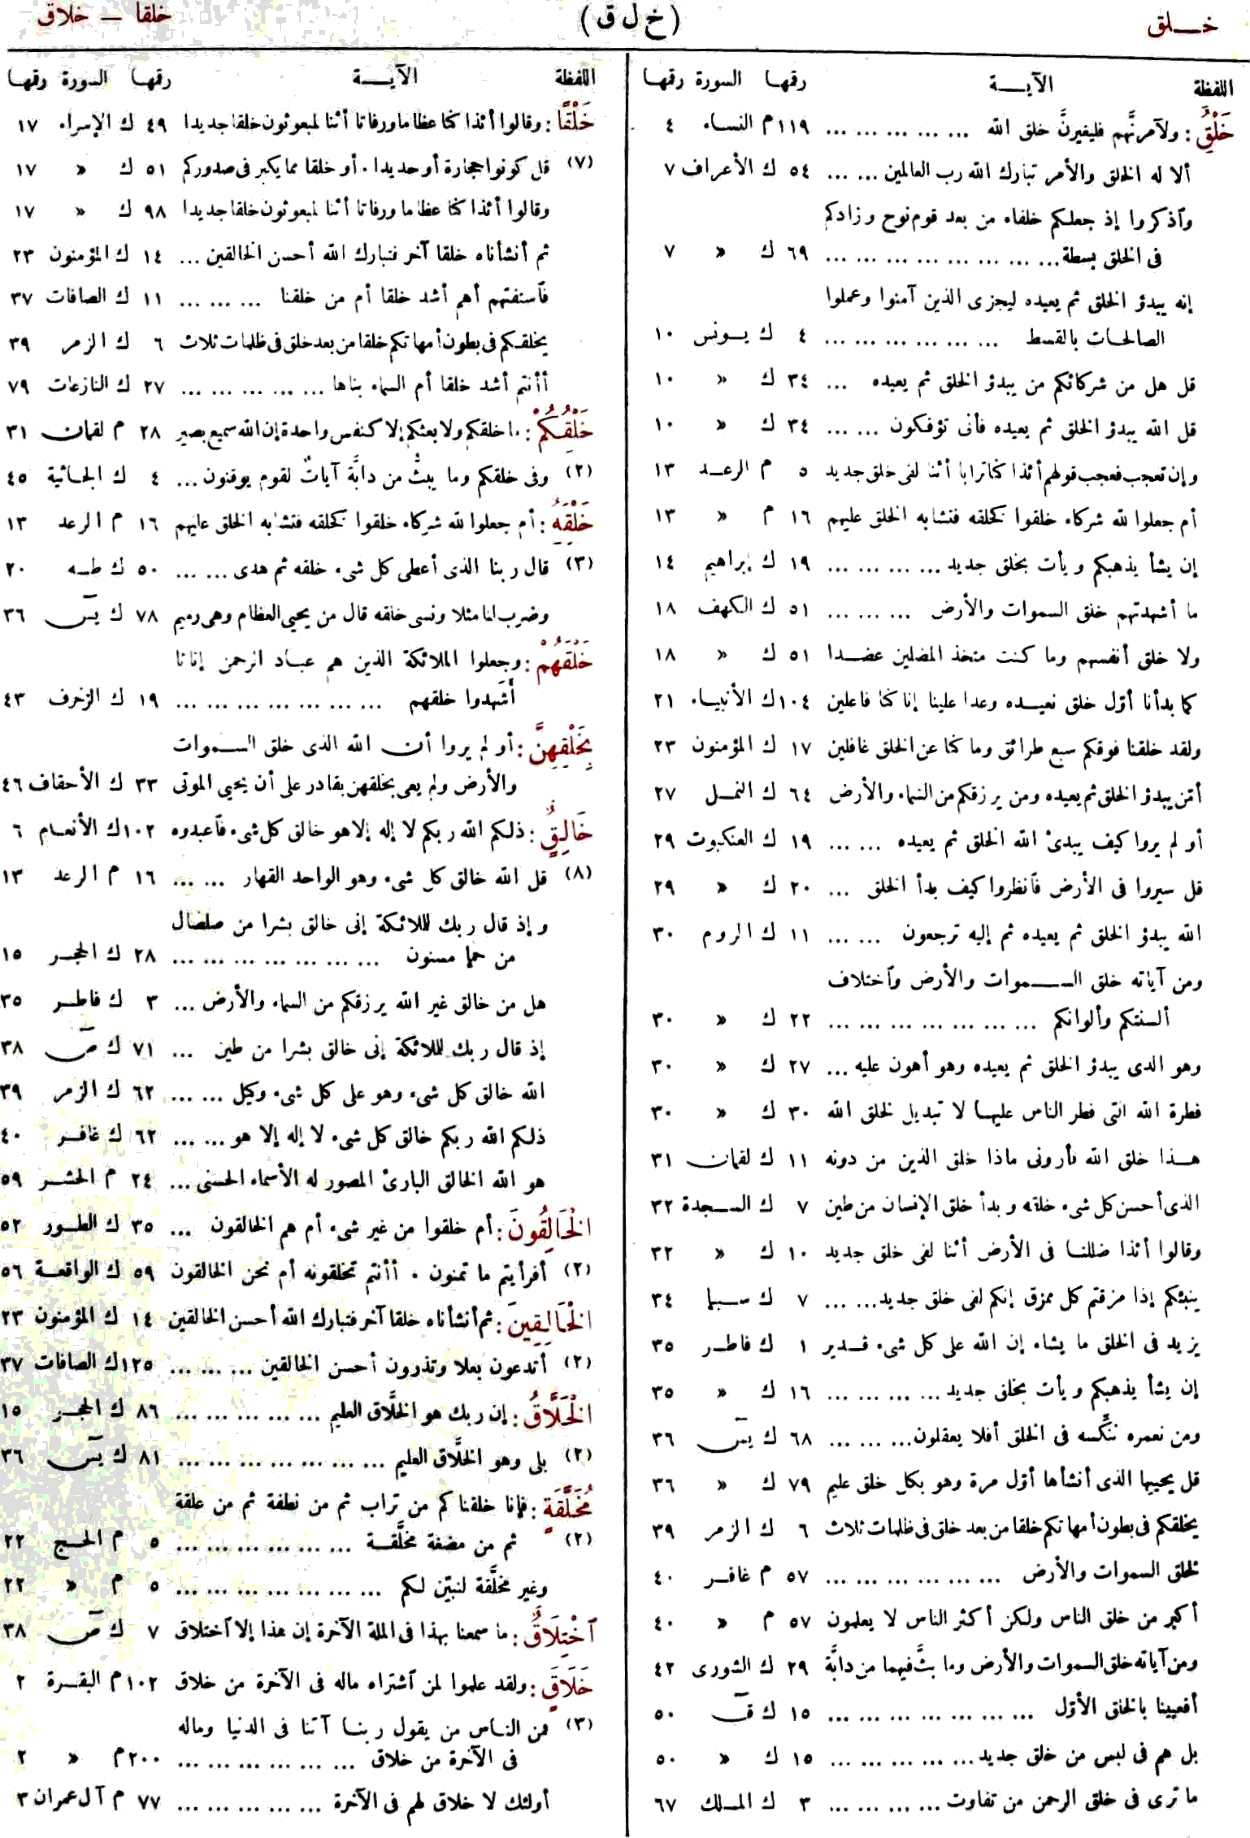 خلق
(خ ل ق)
خلقا — خلاق
اللفظة الآيـــة رقمها السورة رقمها
خَلْقُ : ولآمرنَّهم فليغيرنَّ خلق الله ... ... ... ... ١١٩ م النساء ٤
ألا له الخلق والأمر تبارك الله رب العالمين ... ... ٥٤ ك الأعراف ٧
وٱذكروا إذ جعلكم خلفاء من بعد قوم نوح وزادكم
فى الخلق بسطة ... ... ... ... ... ... ... ... ٦٩ ك » ٧
إنه يبدؤ الخلق ثم يعيده ليجزى الذين آمنوا وعملوا
الصالحات بالقسط ... ... ... ... ... ... ٤ ك يونس ١٠
قل هل من شركائكم من يبدؤ الخلق ثم يعيده ... ٣٤ ك » ١٠
قل الله يبدؤ الخلق ثم يعيده فأنى تؤفكون ... ... ٣٤ ك » ١٠
وإن تعجب فعجب قولهم أئذا كنا ترابا أئنا لفى خلق جديد ٥ م الرعد ١٣
أم جعلوا لله شركاء خلقوا كخلقه فتشابه الخلق عليهم ١٦ م » ١٣
إن يشأ يذهبكم ويأت بخلق جديد ... ... ... ... ١٩ ك إبراهيم ١٤
ما أشهدتهم خلق السموات والأرض ... ... ... ٥١ ك الكهف ١٨
ولا خلق أنفسهم وما كنت متخذ المضلين عضدا ٥١ ك » ١٨
كما بدأنا أوّل خلق نعيده وعدا علينا إنا كنا فاعلين ١٠٤ ك الأنبياء ٢١
ولقد خلقنا فوقكم سبع طرائق وما كنا عن الخلق غافلين ١٧ ك المؤمنون ٢٣
أمّن يبدؤ الخلق ثم يعيده ومن يرزقكم من السماء والأرض ٦٤ ك النمل ٢٧
أو لم يروا كيف يبدئ الله الخلق ثم يعيده ... ... ١٩ ك العنكبوت ٢٩
قل سيروا فى الأرض فٱنظروا كيف بدأ الخلق ... ٢٠ ك » ٢٩
الله يبدؤ الخلق ثم يعيده ثم إليه ترجعون ... ... ١١ ك الروم ٣٠
ومن آياته خلق السموات والأرض وٱختلاف
ألسنتكم وألوانكم ... ... ... ... ... ... ... ٢٢ ك » ٣٠
وهو الذى يبدؤ الخلق ثم يعيده وهو أهون عليه ... ٢٧ ك » ٣٠
فطرة الله التى فطر الناس عليها لا تبديل لخلق الله ٣٠ ك » ٣٠
هذا خلق الله فأرونى ماذا خلق الذين من دونه ١١ ك لقمان ٣١
الذى أحسن كل شىء خلقه وبدأ خلق الإنسان من طين ٧ ك السجدة ٣٢
وقالوا أئذا ضللنا فى الأرض أئنا لفى خلق جديد ١٠ ك » ٣٢
ينبئكم إذا مزقتم كل ممزق إنكم لفى خلق جديد ... ... ٧ ك سبإ ٣٤
يزيد فى الخلق ما يشاء إن الله على كل شىء قدير ١ ك فاطر ٣٥
إن يشأ يذهبكم ويأت بخلق جديد ... ... ... ... ١٦ ك » ٣٥
ومن نعمره ننكّسه فى الخلق أفلا يعقلون ... ... ... ٦٨ ك يسٓ ٣٦
قل يحييها الذى أنشأها أوّل مرة وهو بكل خلق عليم ٧٩ ك » ٣٦
يخلقكم فى بطون أمهاتكم خلقا من بعد خلق فى ظلمات ثلاث ٦ ك الزمر ٣٩
لخلق السموات والأرض ... ... ... ... ... ... ٥٧ م غافر ٤٠
أكبر من خلق الناس ولكن أكثر الناس لا يعلمون ٥٧ م » ٤٠
ومن آياته خلق السموات والأرض وما بثَّ فيهما من دابَّة ٢٩ ك الشورى ٤٢
أفعيينا بالخلق الأوّل ... ... ... ... ... ... ... ١٥ ك قٓ ٥٠
بل هم فى لبس من خلق جديد ... ... ... ... ... ١٥ ك » ٥٠
ما ترى فى خلق الرحمن من تفاوت ... ... ... ... ٣ ك الملك ٦٧
اللفظة الآيـــة رقمها السورة رقمها
خَلْقًا : وقالوا أئذا كنا عظاما ورفاتا أئنا لمبعوثون خلقا جديدا ٤٩ ك الإسراء ١٧
(٧) قل كونوا حجارة أو حديدا . أو خلقا مما يكبر فى صدوركم ٥١ ك » ١٧
وقالوا أئذا كنا عظاما ورفاتا أئنا لمبعوثون خلقا جديدا ٩٨ ك » ١٧
ثم أنشأناه خلقا آخر فتبارك الله أحسن الخالقين ... ١٤ ك المؤمنون ٢٣
فٱستفتهم أهم أشد خلقا أم من خلقنا ... ... ... ١١ ك الصافات ٣٧
يخلقكم فى بطون أمهاتكم خلقا من بعد خلق فى ظلمات ثلاث ٦ ك الزمر ٣٩
أأنتم أشد خلقا أم السماء بناها ... ... ... ... ... ٢٧ ك النازعات ٧٩
خَلْقُكُمْ : ما خلقكم ولا بعثكم إلا كنفس واحدة إن الله سميع بصير ٢٨ م لقمان ٣١
(٢) وفى خلقكم وما يبثُّ من دابَّة آياتٌ لقوم يوقنون ... ٤ ك الجاثية ٤٥
خَلْقِهِ : أم جعلوا لله شركاء خلقوا كخلقه فتشابه الخلق عليهم ١٦ م الرعد ١٣
(٣) قال ربنا الذى أعطى كل شىء خلقه ثم هدى ... ... ٥٠ ك طه ٢٠
وضرب لنا مثلا ونسى خلقه قال من يحيى العظام وهى رميم ٧٨ ك يسٓ ٣٦
خَلْقَهُمْ : وجعلوا الملائكة الذين هم عباد الرحمن إناثا
أَشَهدوا خلقهم ... ... ... ... ... ... ... ١٩ ك الزخرف ٤٣
بِخَلْقِهِنَّ : أو لم يروا أن الله الذى خلق السموات
والأرض ولم يعى بخلقهن بقادر على أن يحيى الموتى ٣٣ ك الأحقاف ٤٦
خَالِقُ : ذلكم الله ربكم لا إله إلا هو خالق كل شىء فٱعبدوه ١٠٢ ك الأنعام ٦
(٨) قل الله خالق كل شىء وهو الواحد القهار ... ... ١٦ م الرعد ١٣
وإذ قال ربك لللائكة إنى خالق بشرا من صلصال
من حمإ مسنون ... ... ... ... ... ... ... ٢٨ ك الحجر ١٥
هل من خالق غير الله يرزقكم من السماء والأرض ... ٣ ك فاطر ٣٥
إذ قال ربك لللائكة إنى خالق بشرا من طين ... ٧١ ك صٓ ٣٨
الله خالق كل شىء وهو على كل شىء وكيل ... ... ٦٢ ك الزمر ٣٩
ذلكم الله ربكم خالق كل شىء لا إله إلا هو ... ... ٦٢ ك غافر ٤٠
هو الله الخالق البارئ المصور له الأسماء الحسنى ... ٢٤ م الحشر ٥٩
الْخَالِقُونَ : أم خلقوا من غير شىء أم هم الخالقون ... ٣٥ ك الطور ٥٢
(٢) أفرأيتم ما تمنون . أأنتم تخلقونه أم نحن الخالقون ٥٩ ك الواقعة ٥٦
الْخَالِقِينَ : ثم أنشأناه خلقا آخر فتبارك الله أحسن الخالقين ١٤ ك المؤمنون ٢٣
(٢) أتدعون بعلا وتذرون أحسن الخالقين ... ... ... ١٢٥ ك الصافات ٣٧
الْخَلَّاقُ : إن ربك هو الخلَّاق العليم ... ... ... ... ... ٨٦ ك الحجر ١٥
(٢) بلى وهو الخلَّاق العليم ... ... ... ... ... ... ... ٨١ ك يسٓ ٣٦
مُخَلَّقَةٍ : فإنا خلقناكم من تراب ثم من نطفة ثم من علقة
(٢) ثم من مضغة مخلَّقة ... ... ... ... ... ... ٥ م الحج ٢٢
وغير مخلَّقة لنبيّن لكم ... ... ... ... ... ... ... ٥ م » ٢٢
ٱخْتِلَاقٌ : ما سمعنا بهذا فى الملة الآخرة إن هذا إلا ٱختلاق ٧ ك صٓ ٣٨
خَلَاقٍ : ولقد علموا لمن ٱشتراه ماله فى الآخرة من خلاق ١٠٢ م البقرة ٢
(٣) فمن الناس من يقول ربنا آتنا فى الدنيا وماله
فى الآخرة من خلاق ... ... ... ... ... ... ٢٠٠ م » ٢
أولئك لا خلاق لهم فى الآخرة ... ... ... ... ... ٧٧ م آل عمران ٣